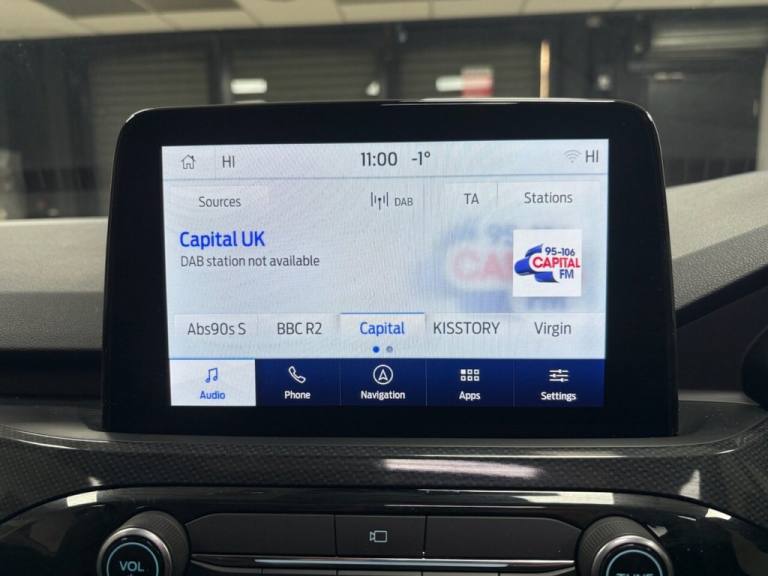 HI 11:00 -1° HI
Sources DAB TA Stations
Capital UK
DAB station not available
95-106
CAPITAL
FM
Abs90s S BBC R2 Capital KISSTORY Virgin
Audio Phone Navigation Apps Settings
VOL TUNE